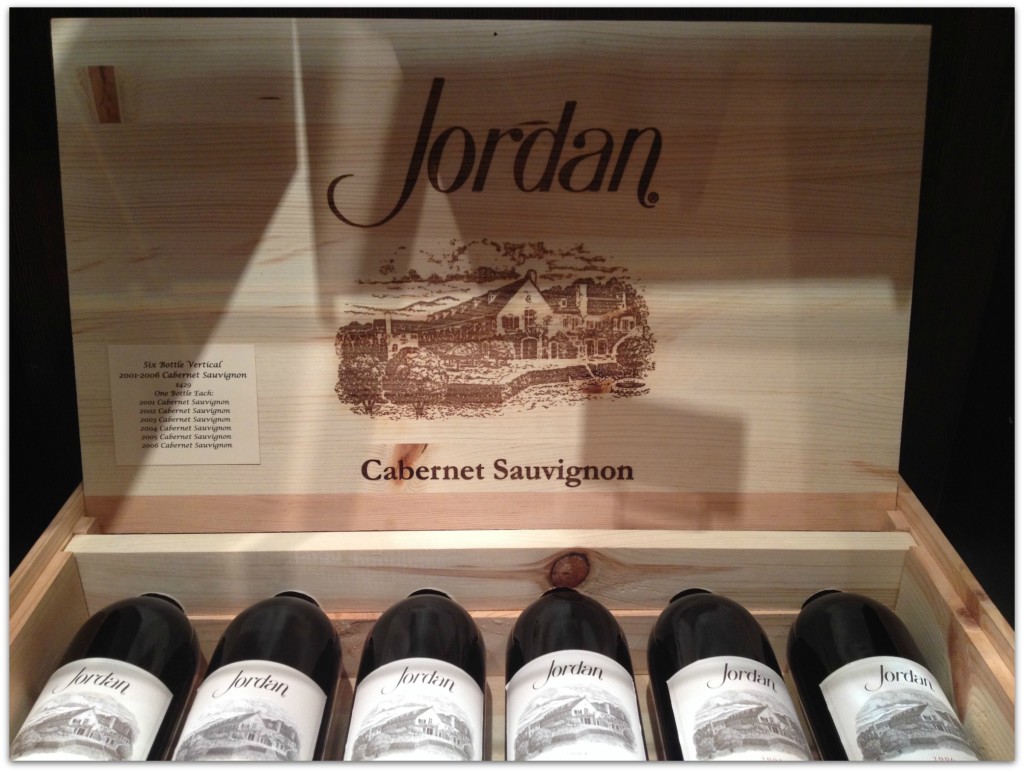 Jordan
Six Bottle Vertical
2001-2006 Cabernet Sauvignon
$429
One Bottle Each:
2001 Cabernet Sauvignon
2002 Cabernet Sauvignon
2003 Cabernet Sauvignon
2004 Cabernet Sauvignon
2005 Cabernet Sauvignon
2006 Cabernet Sauvignon
Cabernet Sauvignon
Jordan
Jordan
Jordan
Jordan
Jordan
Jordan